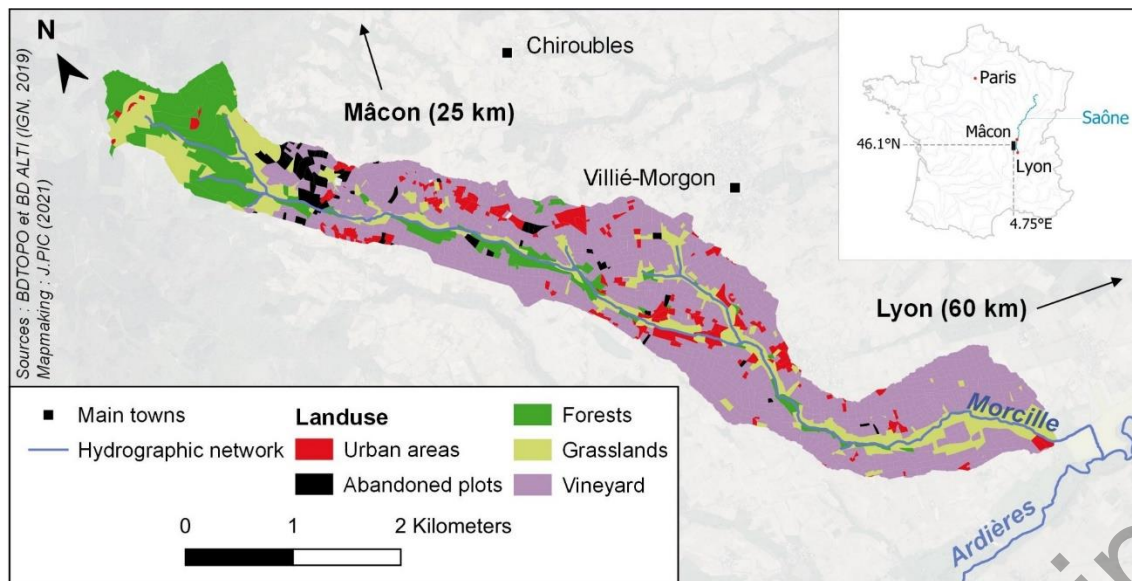 N
Chiroubles
Mâcon (25 km)
Villié-Morgon
Lyon (60 km)
Paris
Saône
Mâcon
46.1°N
Lyon
4.75°E
Sources : BDTOPO et BD ALTI (IGN, 2019)
Mapmaking : J.PIC (2021)
Morcille
Ardières
Main towns
Hydrographic network
Landuse
Urban areas
Abandoned plots
Forests
Grasslands
Vineyard
0 1 2 Kilometers